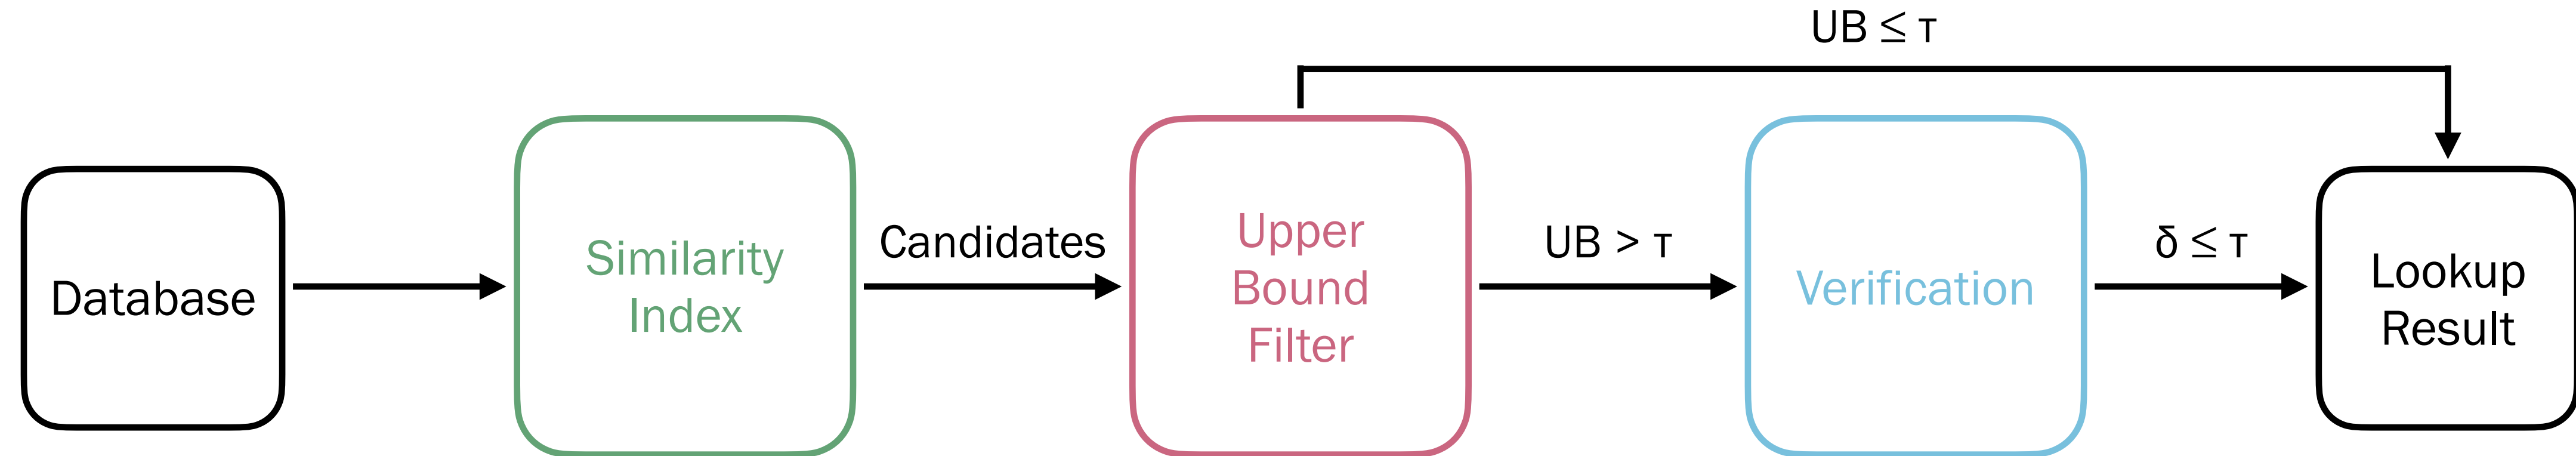 UB ≤ τ
Database
Similarity
Index
Candidates
Upper
Bound
Filter
UB > τ
Verification
δ ≤ τ
Lookup
Result